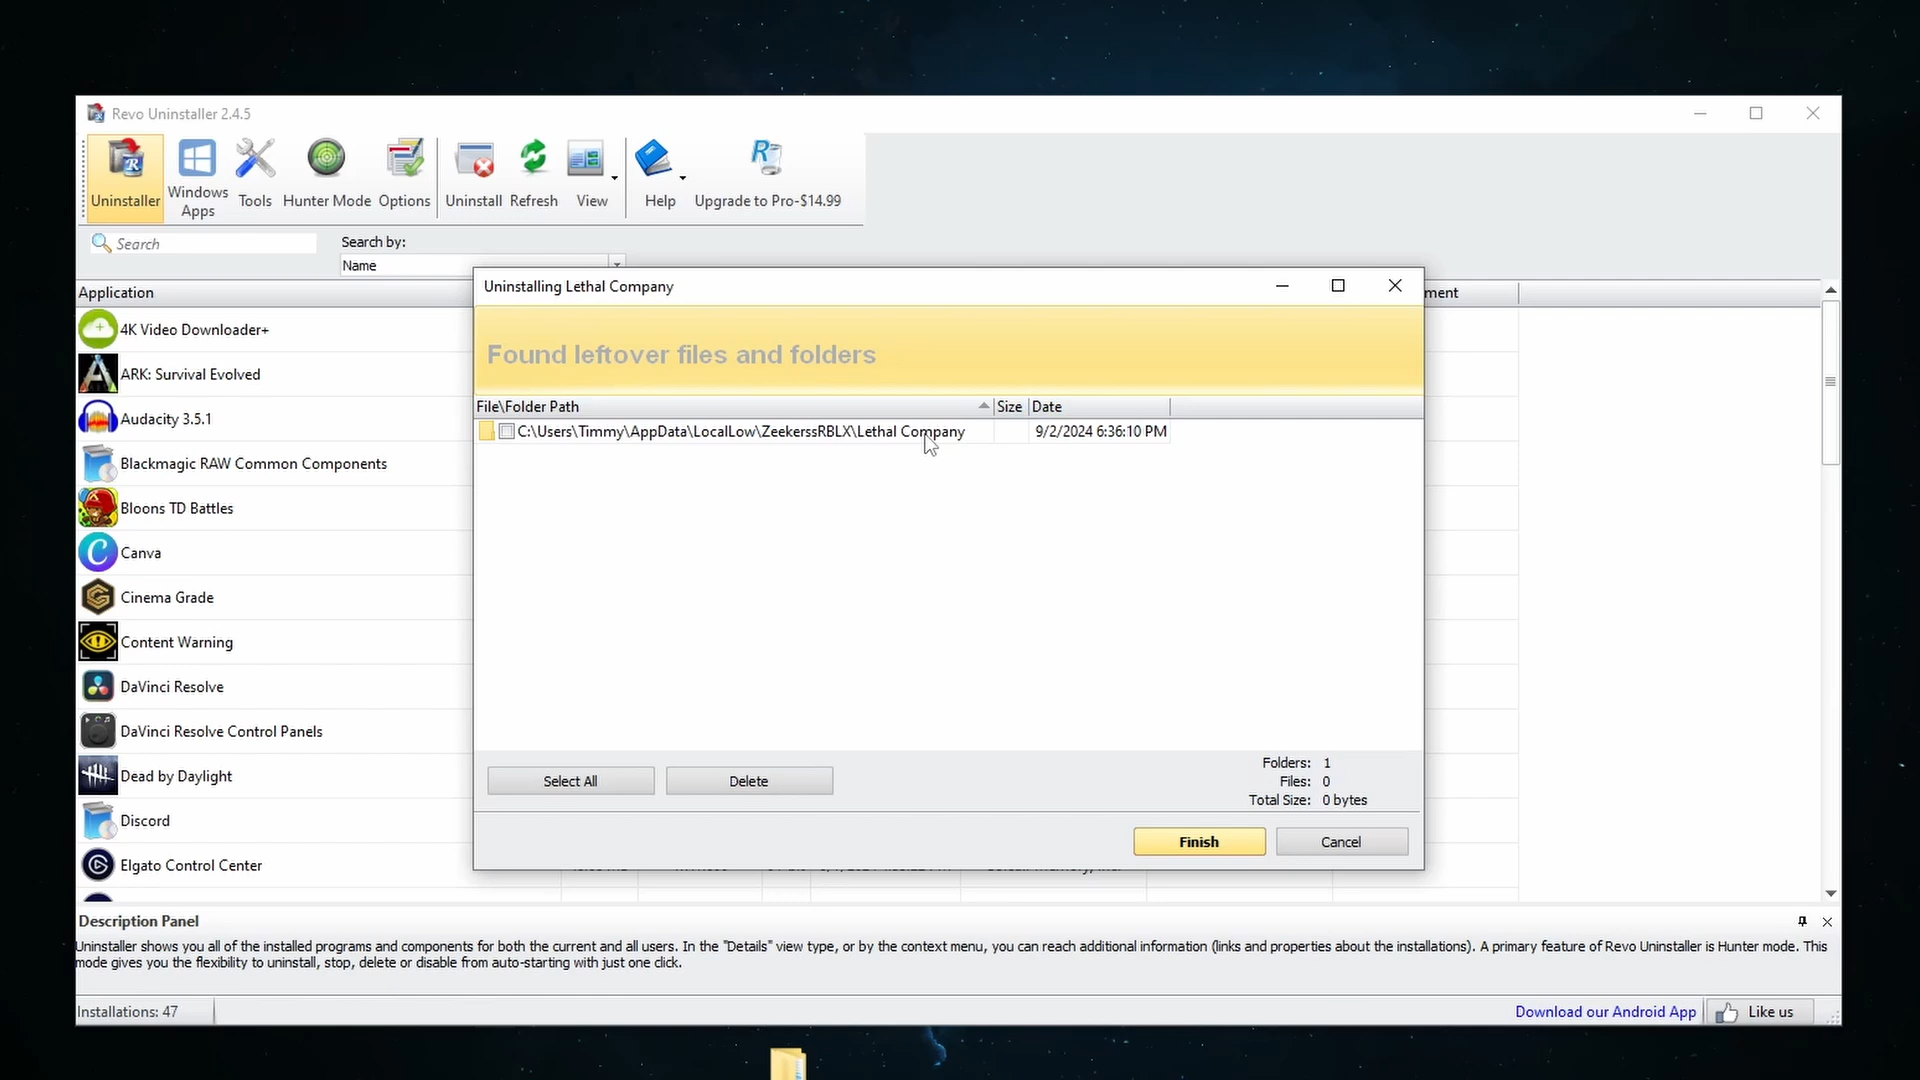 Revo Uninstaller 2.4.5
Uninstaller
Windows Apps
Tools
Hunter Mode
Options
Uninstall
Refresh
View
Help
Upgrade to Pro-$14.99
Search
Search by:
Name
Application
ment
4K Video Downloader+
ARK: Survival Evolved
Audacity 3.5.1
Blackmagic RAW Common Components
Bloons TD Battles
Canva
Cinema Grade
Content Warning
DaVinci Resolve
DaVinci Resolve Control Panels
Dead by Daylight
Discord
Elgato Control Center
Uninstalling Lethal Company
Found leftover files and folders
File\Folder Path
Size
Date
C:\Users\Timmy\AppData\LocalLow\ZeekerssRBLX\Lethal Company
9/2/2024 6:36:10 PM
Select All
Delete
Folders: 1
Files: 0
Total Size: 0 bytes
Finish
Cancel
Description Panel
Uninstaller shows you all of the installed programs and components for both the current and all users. In the "Details" view type, or by the context menu, you can reach additional information (links and properties about the installations). A primary feature of Revo Uninstaller is Hunter mode. This
mode gives you the flexibility to uninstall, stop, delete or disable from auto-starting with just one click.
Installations: 47
Download our Android App
Like us